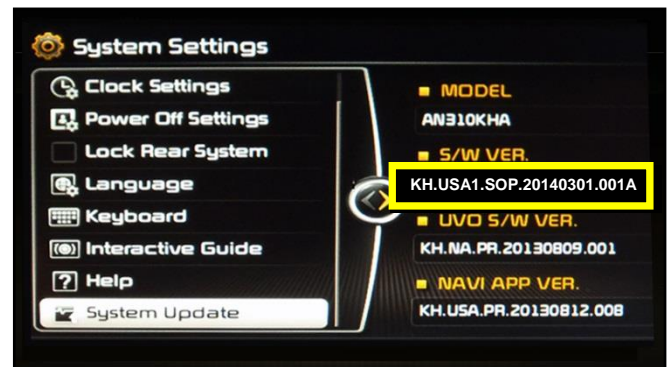 System Settings
Clock Settings
Power Off Settings
Lock Rear System
Language
Keyboard
Interactive Guide
Help
System Update
MODEL
AN310KHA
S/W VER.
KH.USA1.SOP.20140301.001A
UVO S/W VER.
KH.NA.PR.20130809.001
NAVI APP VER.
KH.USA.PR.20130812.008